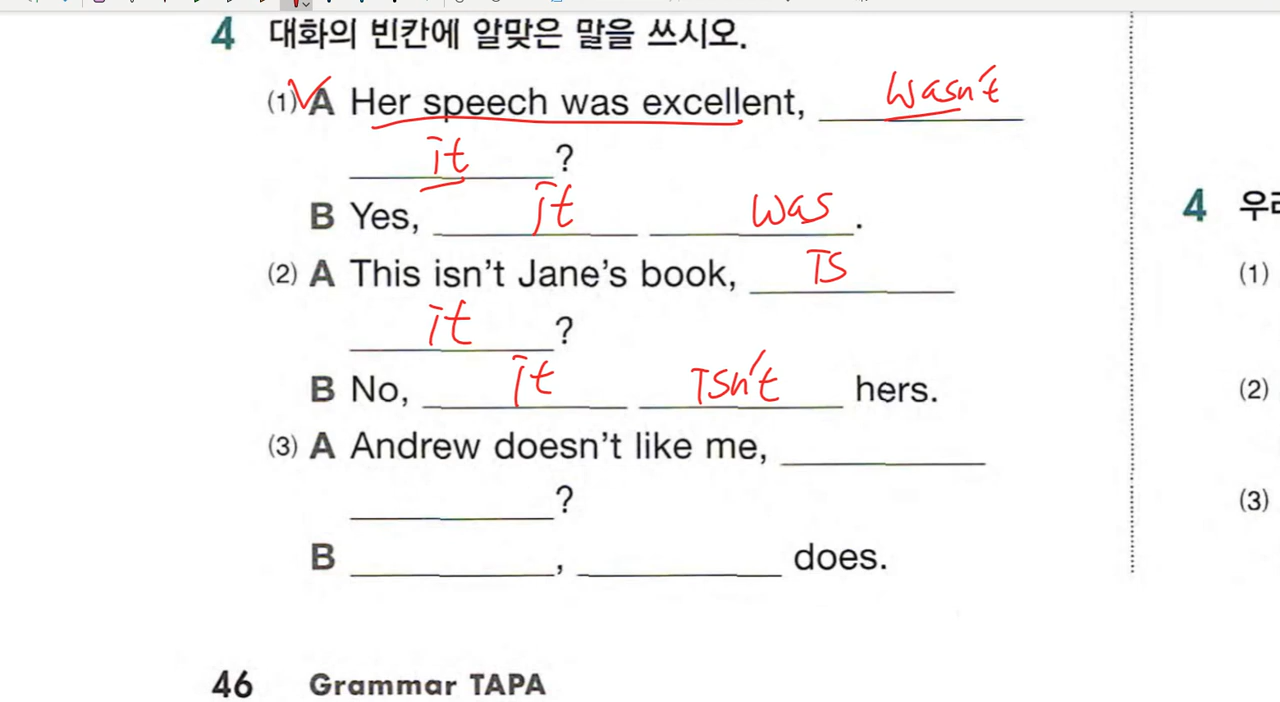 4 대화의 빈칸에 알맞은 말을 쓰시오.
(1) A Her speech was excellent, wasn't
it ?
B Yes, it was.
(2) A This isn't Jane's book, is
it ?
B No, it isn't hers.
(3) A Andrew doesn't like me,
?
B , does.
46 Grammar TAPA
4
(1)
(2)
(3)